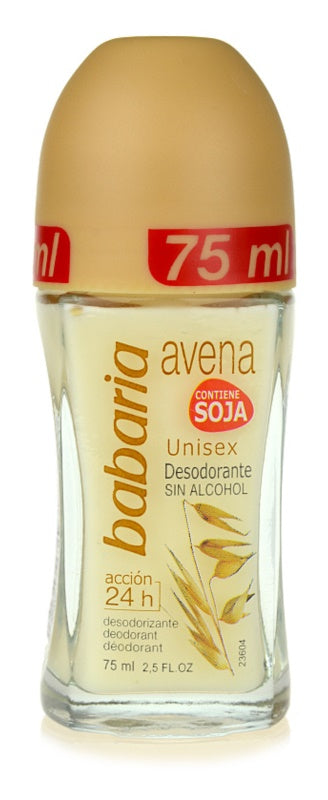 ml
75 ml
babaria
avena
CONTIENE
SOJA
Unisex
Desodorante
SIN ALCOHOL
acción
24 h
desodorizante
deodorant
déodorant
75 ml 2,5 FL.OZ
23604